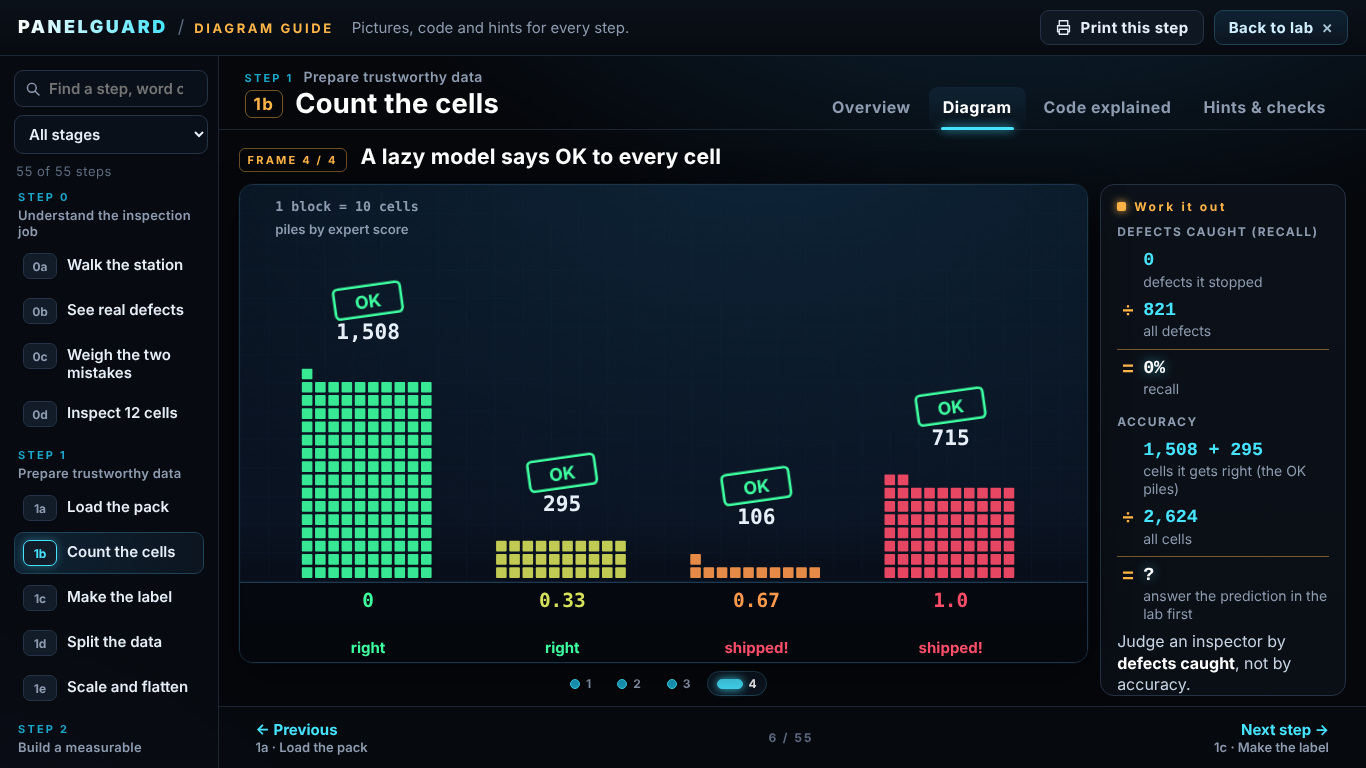 PANELGUARD / DIAGRAM GUIDE Pictures, code and hints for every step.
Print this step
Back to lab ×
Find a step, word c
All stages
55 of 55 steps
STEP 0
Understand the inspection
job
0a Walk the station
0b See real defects
0c Weigh the two
mistakes
0d Inspect 12 cells
STEP 1
Prepare trustworthy data
1a Load the pack
1b Count the cells
1c Make the label
1d Split the data
1e Scale and flatten
STEP 2
Build a measurable
STEP 1 Prepare trustworthy data
1b Count the cells
Overview
Diagram
Code explained
Hints & checks
FRAME 4 / 4 A lazy model says OK to every cell
1 block = 10 cells
piles by expert score
OK
1,508
OK
295
OK
106
OK
715
0
0.33
0.67
1.0
right
right
shipped!
shipped!
1
2
3
4
Work it out
DEFECTS CAUGHT (RECALL)
0
defects it stopped
÷ 821
all defects
= 0%
recall
ACCURACY
1,508 + 295
cells it gets right (the OK
piles)
÷ 2,624
all cells
= ?
answer the prediction in the
lab first
Judge an inspector by
defects caught, not by
accuracy.
← Previous
1a · Load the pack
6 / 55
Next step →
1c · Make the label